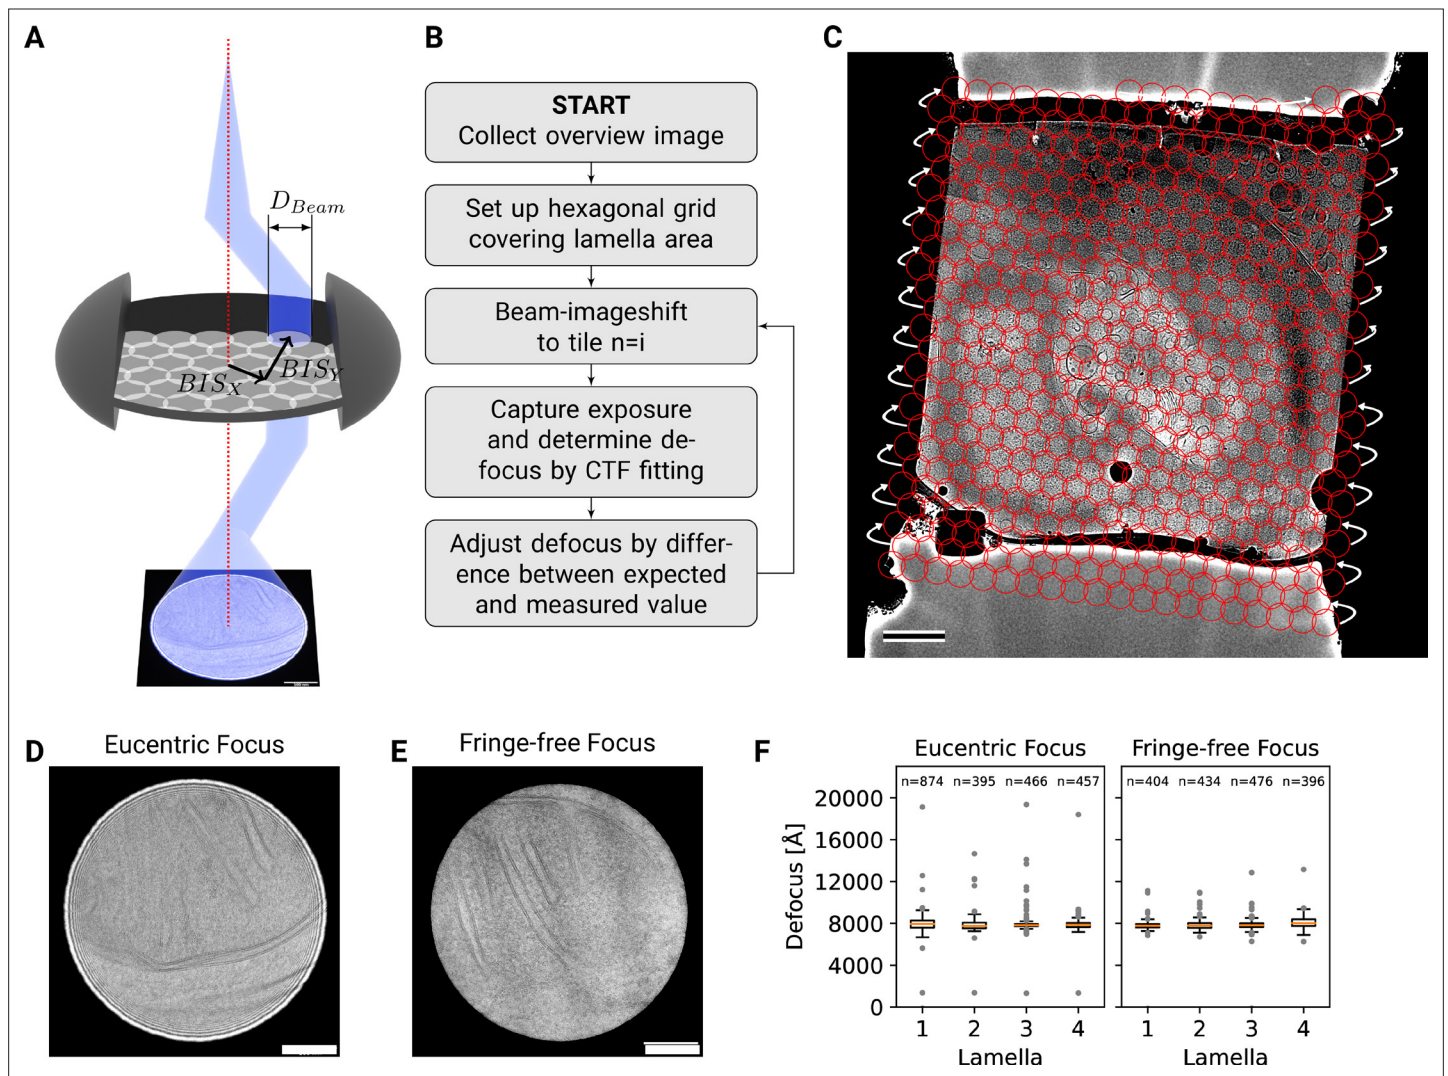 A
D_Beam
BIS_X
BIS_Y
B
START
Collect overview image
Set up hexagonal grid
covering lamella area
Beam-imageshift
to tile n=i
Capture exposure
and determine de-
focus by CTF fitting
Adjust defocus by differ-
ence between expected
and measured value
C
D
Eucentric Focus
E
Fringe-free Focus
F
Eucentric Focus
Fringe-free Focus
n=874 n=395 n=466 n=457
n=404 n=434 n=476 n=396
Defocus [Å]
20000
16000
12000
8000
4000
0
1 2 3 4
1 2 3 4
Lamella
Lamella